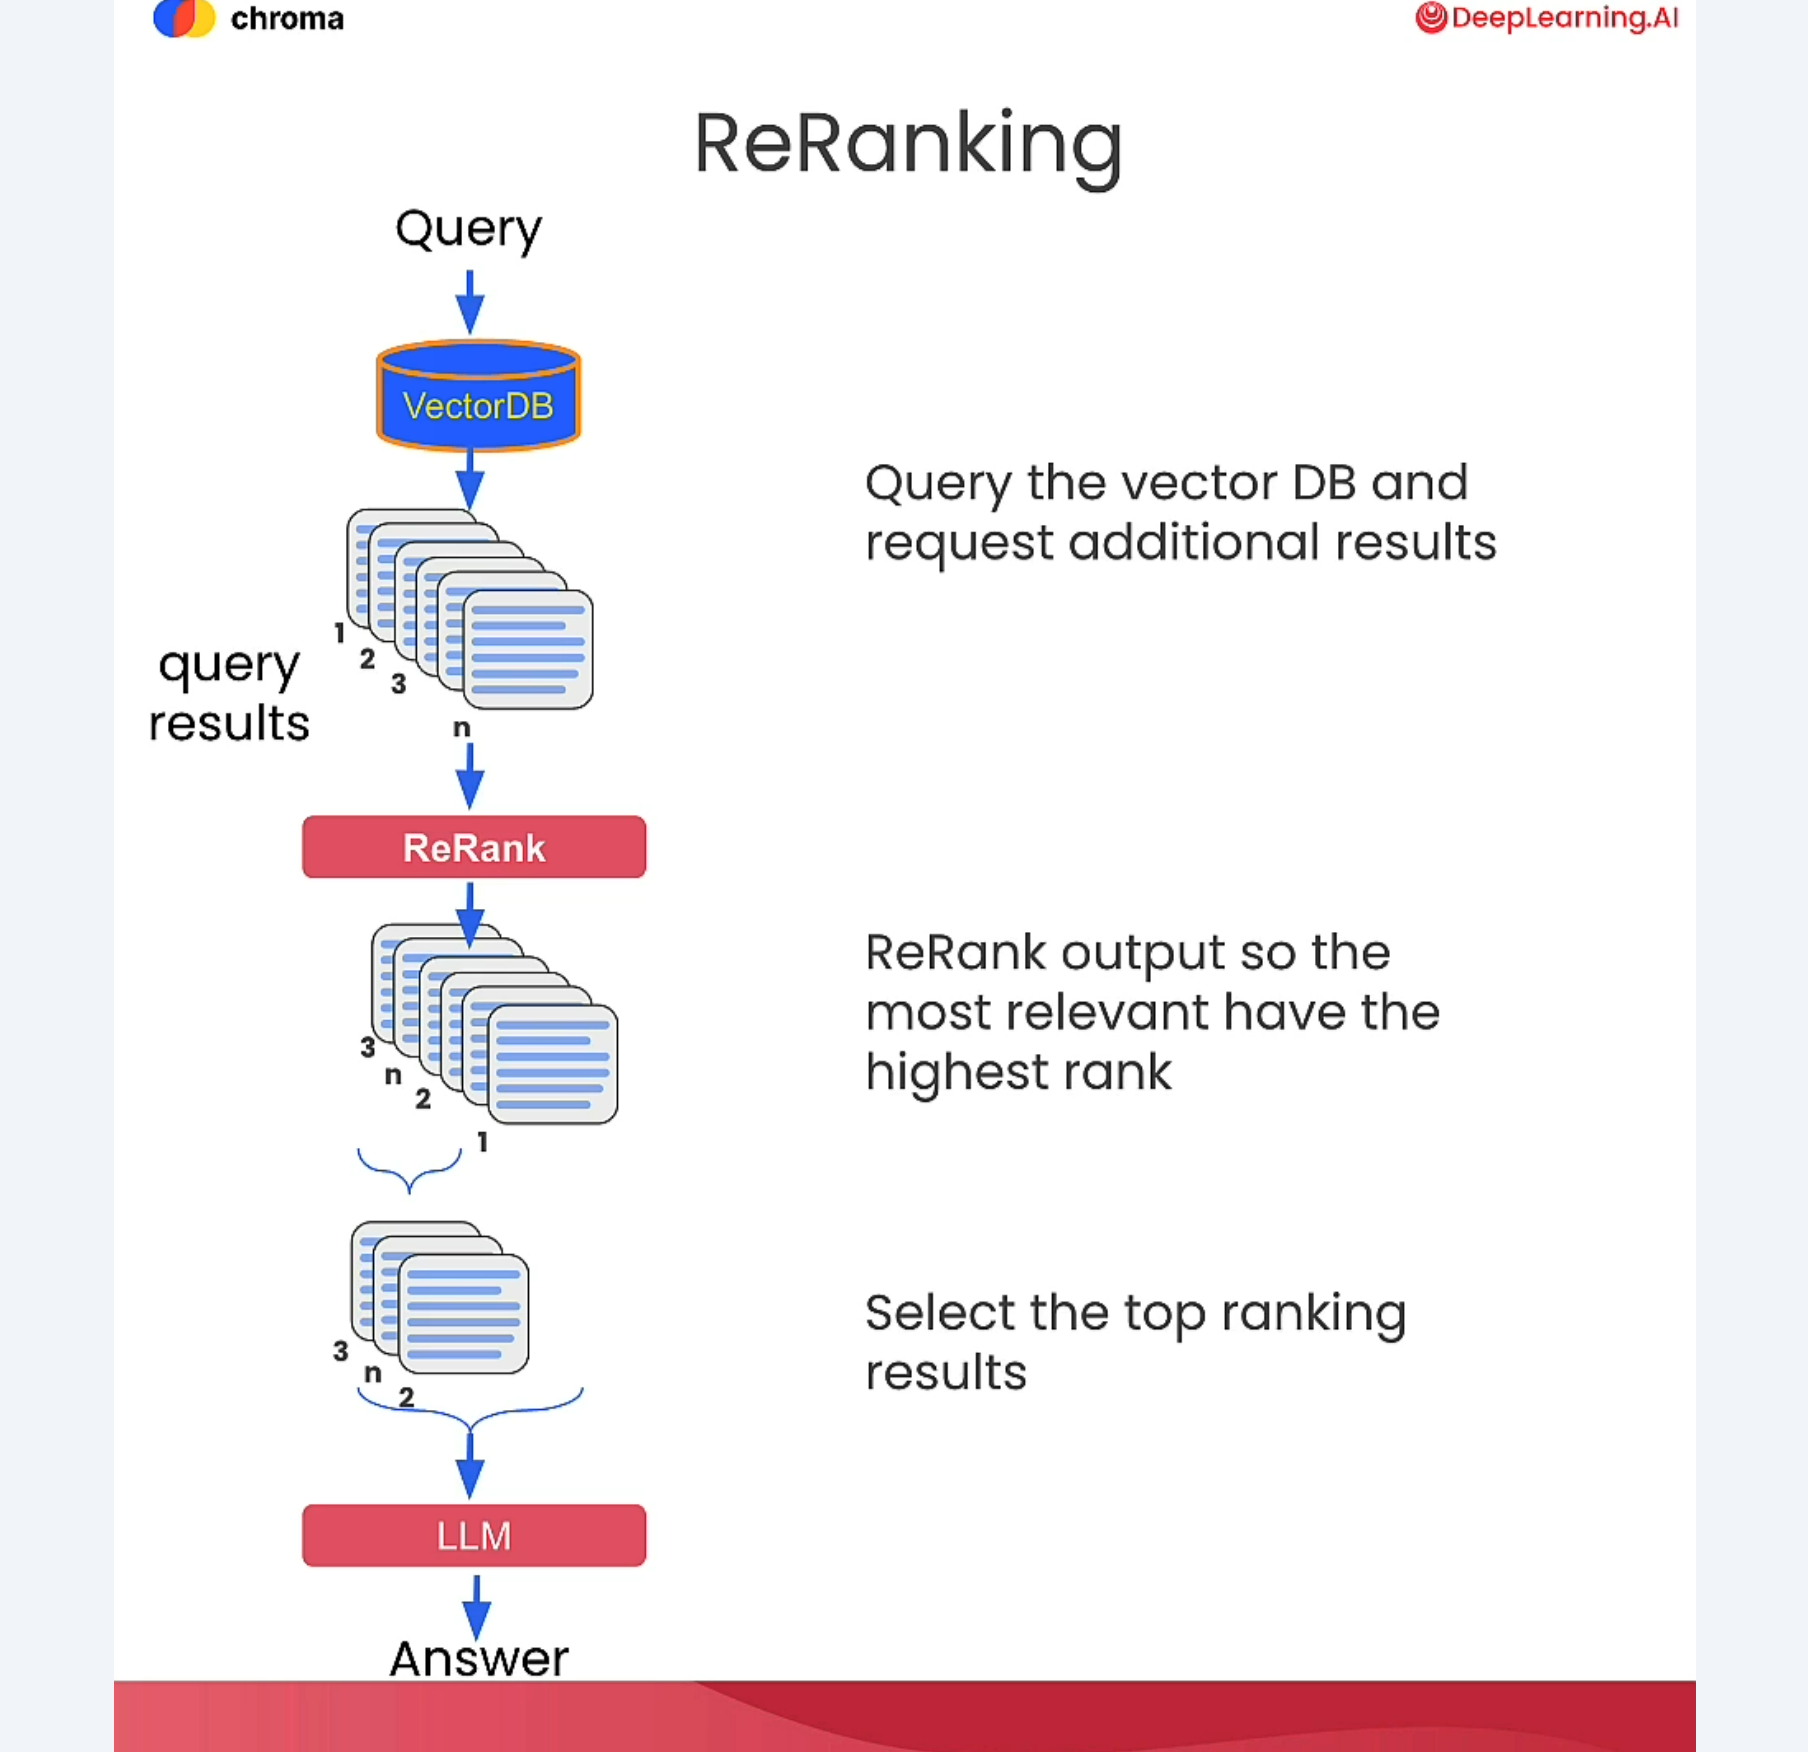 chroma
DeepLearning.AI
ReRanking
Query
VectorDB
Query the vector DB and
request additional results
1
2
3
n
query
results
ReRank
ReRank output so the
most relevant have the
highest rank
3
n
2
1
Select the top ranking
results
3
n
2
LLM
Answer